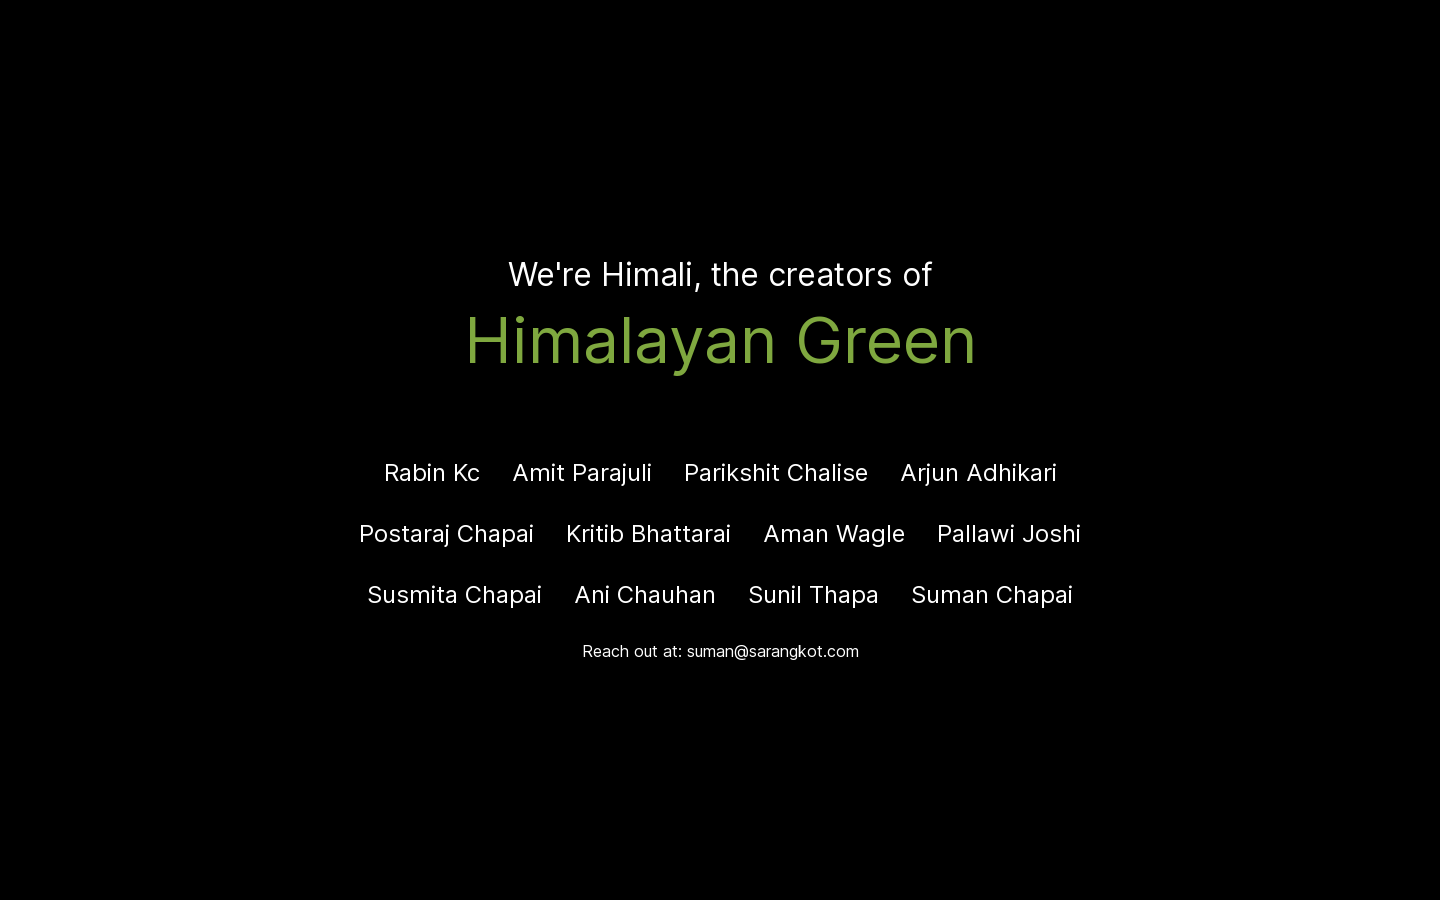 We're Himali, the creators of
Himalayan Green
Rabin Kc Amit Parajuli Parikshit Chalise Arjun Adhikari
Postaraj Chapai Kritib Bhattarai Aman Wagle Pallawi Joshi
Susmita Chapai Ani Chauhan Sunil Thapa Suman Chapai
Reach out at: suman@sarangkot.com